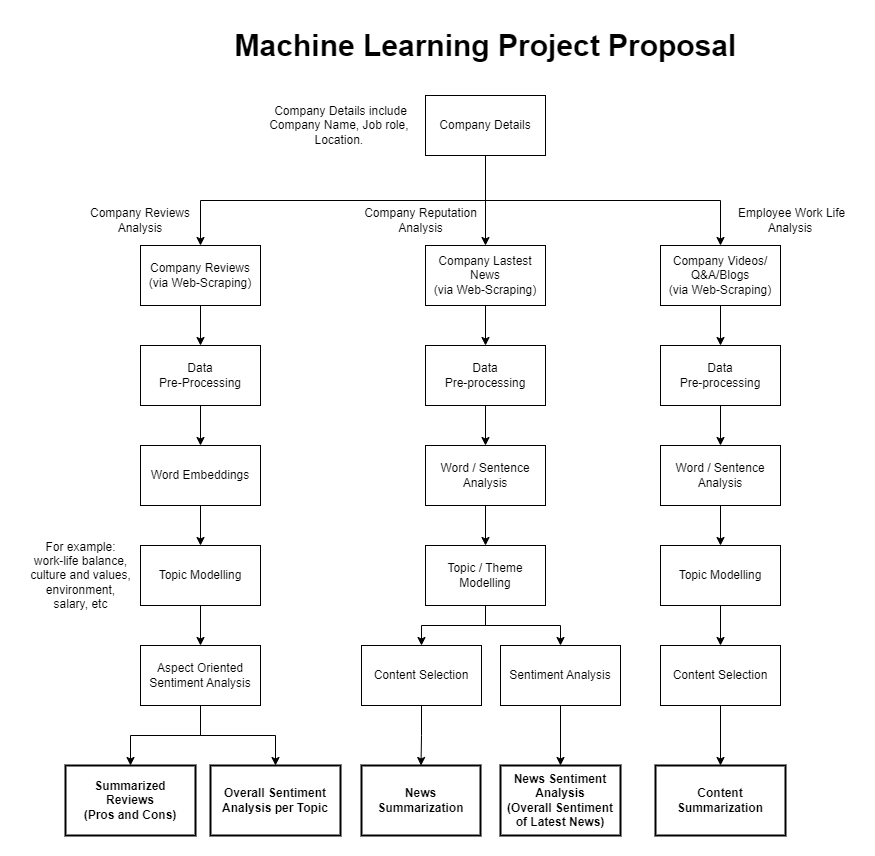 Machine Learning Project Proposal
Company Details include
Company Name, Job role,
Location.
Company Details
Company Reviews
Analysis
Company Reputation
Analysis
Employee Work Life
Analysis
Company Reviews
(via Web-Scraping)
Company Lastest
News
(via Web-Scraping)
Company Videos/
Q&A/Blogs
(via Web-Scraping)
Data
Pre-Processing
Data
Pre-processing
Data
Pre-processing
Word Embeddings
Word / Sentence
Analysis
Word / Sentence
Analysis
For example:
work-life balance,
culture and values,
environment,
salary, etc
Topic Modelling
Topic / Theme
Modelling
Topic Modelling
Aspect Oriented
Sentiment Analysis
Content Selection
Sentiment Analysis
Content Selection
Summarized
Reviews
(Pros and Cons)
Overall Sentiment
Analysis per Topic
News
Summarization
News Sentiment
Analysis
(Overall Sentiment
of Latest News)
Content
Summarization